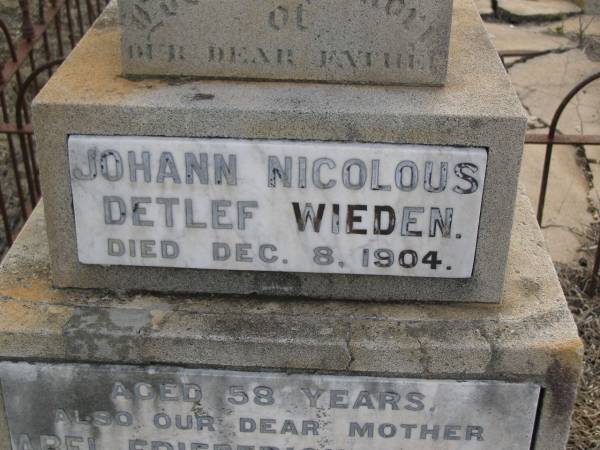 OF
OUR DEAR FATHER
JOHANN NICOLOUS
DETLEF WIEDEN.
DIED DEC. 8, 1904.
AGED 58 YEARS.
ALSO OUR DEAR MOTHER